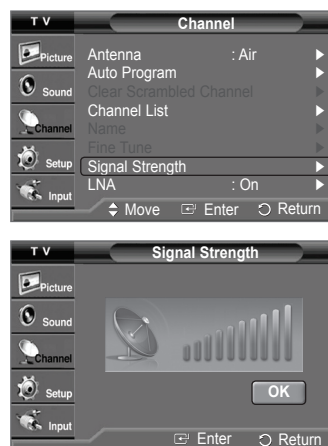 T V
Channel
Picture
Sound
Channel
Setup
Input
Antenna : Air
Auto Program
Clear Scrambled Channel
Channel List
Name
Fine Tune
Signal Strength
LNA : On
Move Enter Return
T V
Signal Strength
Picture
Sound
Channel
Setup
Input
OK
Enter Return